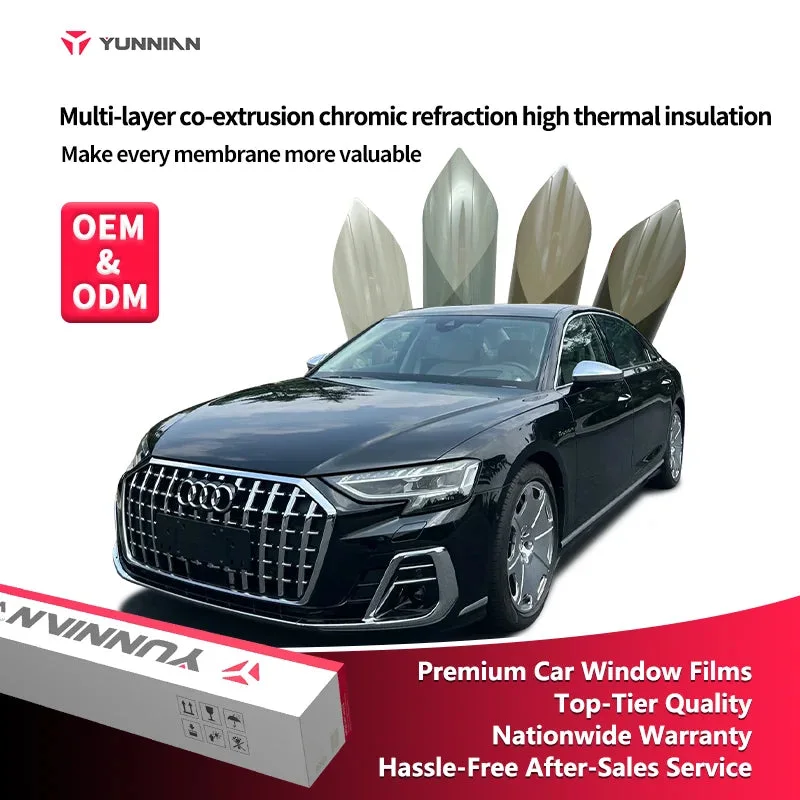 YUNNIAN
Multi-layer co-extrusion chromic refraction high thermal insulation
Make every membrane more valuable
OEM
&
ODM
YUNNIAN
Premium Car Window Films
Top-Tier Quality
Nationwide Warranty
Hassle-Free After-Sales Service